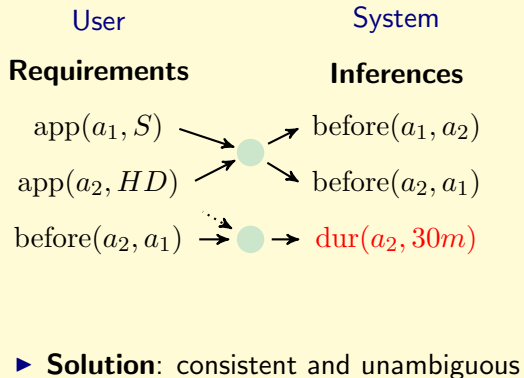 User System
Requirements Inferences
app(a₁, S) before(a₁, a₂)
app(a₂, HD) before(a₂, a₁)
before(a₂, a₁) dur(a₂, 30m)
▶ Solution: consistent and unambiguous